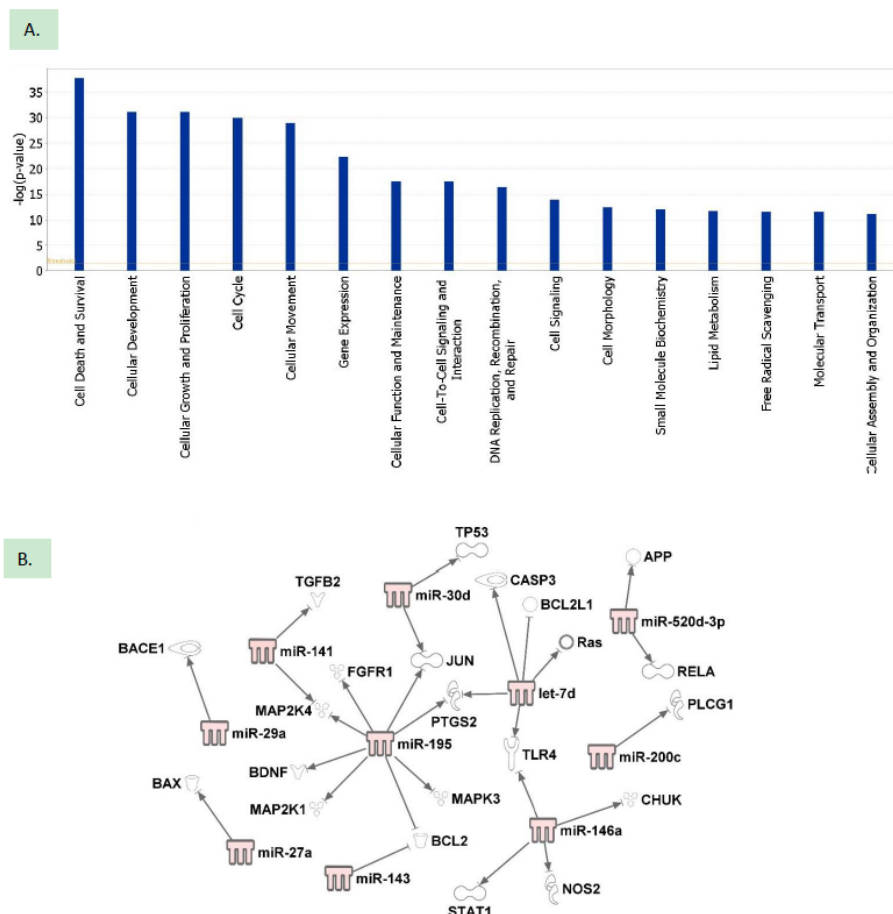 A.
-log(p-value)
35
30
25
20
15
10
5
0
Threshold
Cell Death and Survival
Cellular Development
Cellular Growth and Proliferation
Cell Cycle
Cellular Movement
Gene Expression
Cellular Function and Maintenance
Cell-To-Cell Signaling and
Interaction
DNA Replication, Recombination,
and Repair
Cell Signaling
Cell Morphology
Small Molecule Biochemistry
Lipid Metabolism
Free Radical Scavenging
Molecular Transport
Cellular Assembly and Organization
B.
TP53
APP
CASP3
TGFB2
miR-30d
BCL2L1
miR-520d-3p
BACE1
miR-141
Ras
FGFR1
JUN
RELA
let-7d
MAP2K4
PTGS2
PLCG1
miR-29a
miR-195
TLR4
miR-200c
BDNF
BAX
MAP2K1
MAPK3
CHUK
miR-146a
BCL2
miR-27a
miR-143
NOS2
STAT1